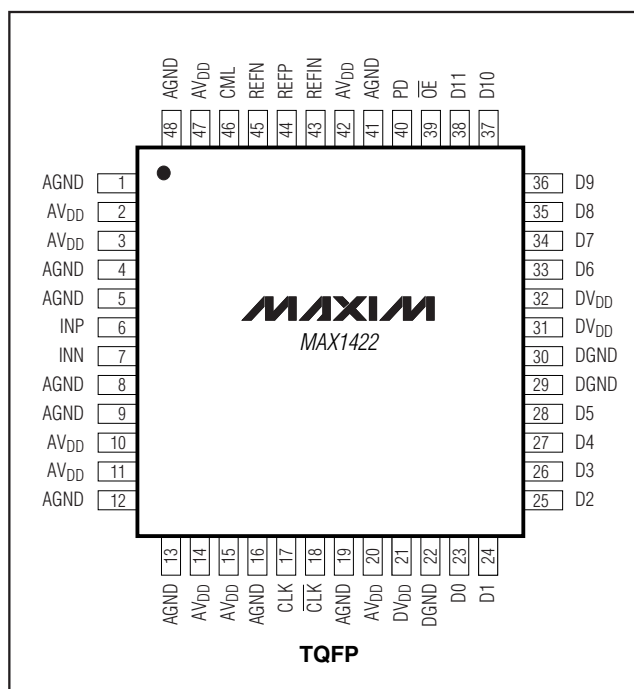 AGND
AVDD
CML
REFN
REFP
REFIN
AVDD
AGND
PD
O̅E̅
D11
D10
48
47
46
45
44
43
42
41
40
39
38
37
AGND 1
AVDD 2
AVDD 3
AGND 4
AGND 5
INP 6
INN 7
AGND 8
AGND 9
AVDD 10
AVDD 11
AGND 12
MAXIM
MAX1422
36 D9
35 D8
34 D7
33 D6
32 DVDD
31 DVDD
30 DGND
29 DGND
28 D5
27 D4
26 D3
25 D2
13
14
15
16
17
18
19
20
21
22
23
24
AGND
AVDD
AVDD
AGND
CLK
C̅L̅K̅
AGND
AVDD
DVDD
DGND
D0
D1
TQFP